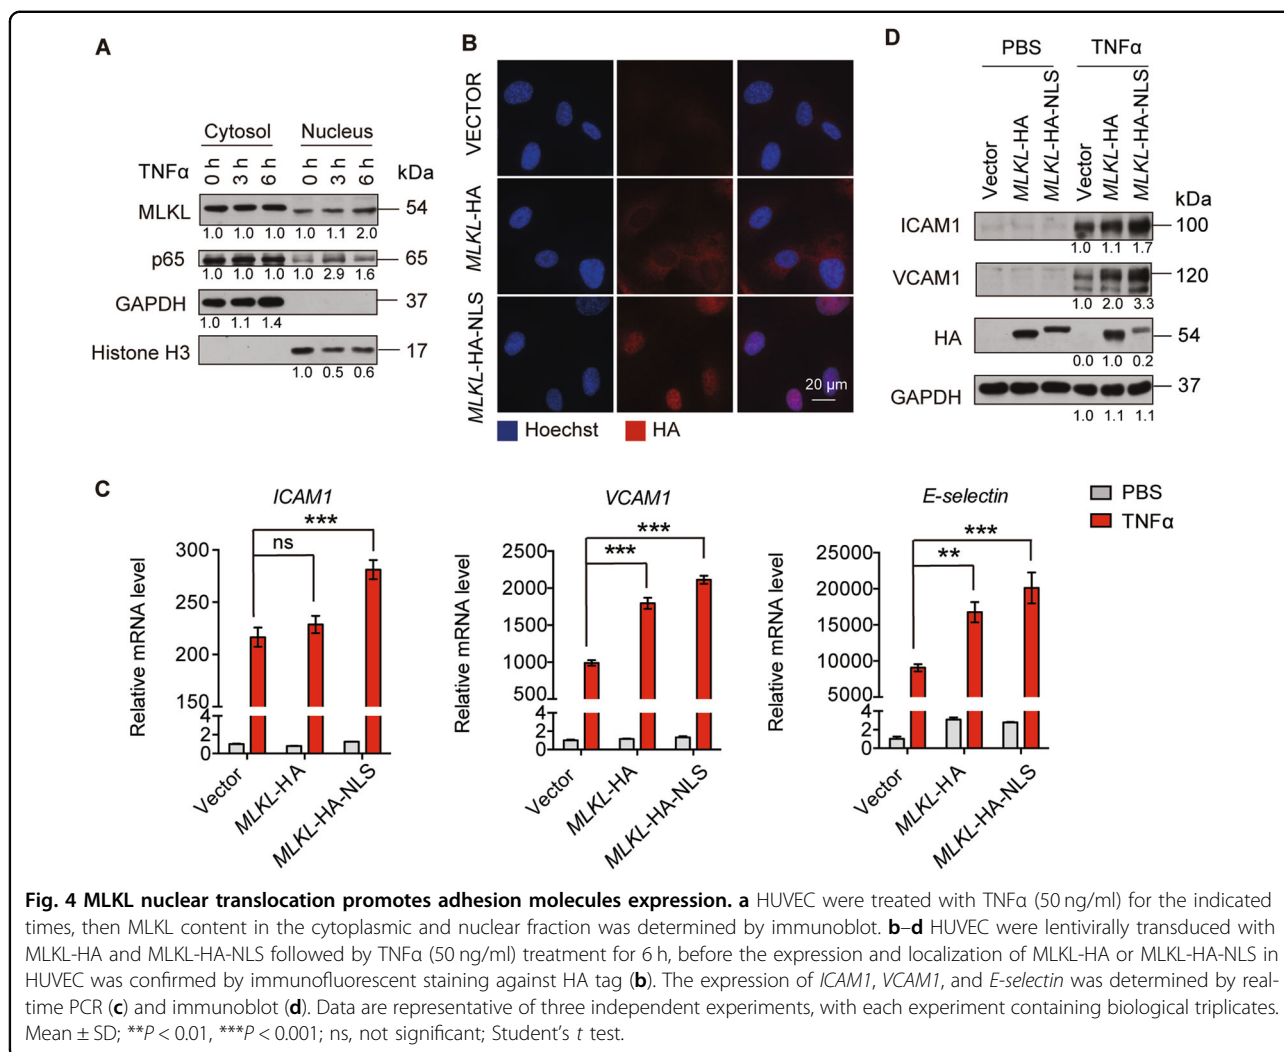 A
Cytosol Nucleus
TNFα 0 h 3 h 6 h 0 h 3 h 6 h kDa
MLKL 54
1.0 1.0 1.0 1.0 1.1 2.0
p65 65
1.0 1.0 1.0 1.0 2.9 1.6
GAPDH 37
1.0 1.1 1.4
Histone H3 17
1.0 0.5 0.6
B
VECTOR
MLKL-HA
MLKL-HA-NLS
20 μm
Hoechst HA
D
PBS TNFα
Vector MLKL-HA MLKL-HA-NLS Vector MLKL-HA MLKL-HA-NLS
kDa
ICAM1 100
1.0 1.1 1.7
VCAM1 120
1.0 2.0 3.3
HA 54
0.0 1.0 0.2
GAPDH 37
1.0 1.1 1.1
C
ICAM1
***
ns
Relative mRNA level
300
250
200
150
4
2
0
Vector
MLKL-HA
MLKL-HA-NLS
VCAM1
***
***
Relative mRNA level
2500
2000
1500
1000
500
4
2
0
Vector
MLKL-HA
MLKL-HA-NLS
E-selectin
***
**
Relative mRNA level
25000
20000
15000
10000
5000
4
2
0
Vector
MLKL-HA
MLKL-HA-NLS
PBS
TNFα
Fig. 4 MLKL nuclear translocation promotes adhesion molecules expression. a HUVEC were treated with TNFα (50 ng/ml) for the indicated
times, then MLKL content in the cytoplasmic and nuclear fraction was determined by immunoblot. b–d HUVEC were lentivirally transduced with
MLKL-HA and MLKL-HA-NLS followed by TNFα (50 ng/ml) treatment for 6 h, before the expression and localization of MLKL-HA or MLKL-HA-NLS in
HUVEC was confirmed by immunofluorescent staining against HA tag (b). The expression of ICAM1, VCAM1, and E-selectin was determined by real-
time PCR (c) and immunoblot (d). Data are representative of three independent experiments, with each experiment containing biological triplicates.
Mean ± SD; **P < 0.01, ***P < 0.001; ns, not significant; Student's t test.